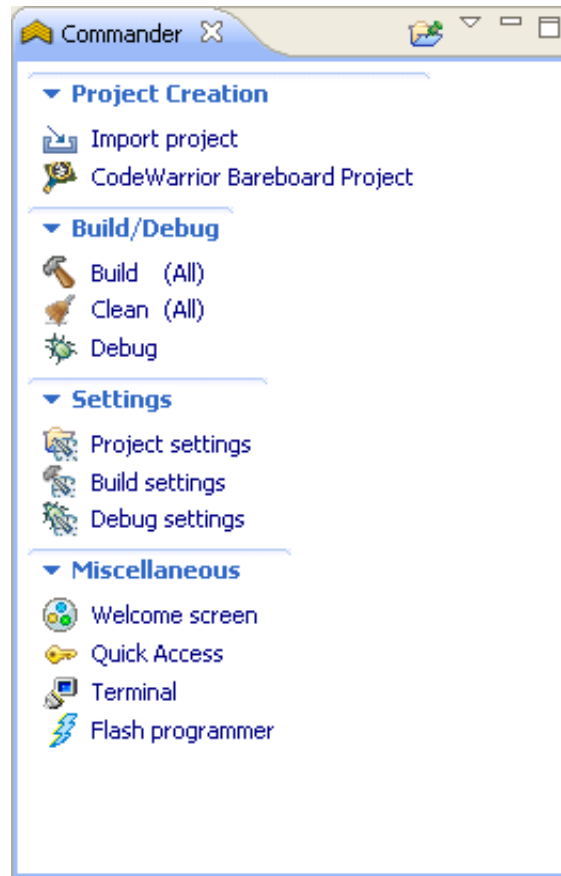 Commander
Project Creation
Import project
CodeWarrior Bareboard Project
Build/Debug
Build (All)
Clean (All)
Debug
Settings
Project settings
Build settings
Debug settings
Miscellaneous
Welcome screen
Quick Access
Terminal
Flash programmer